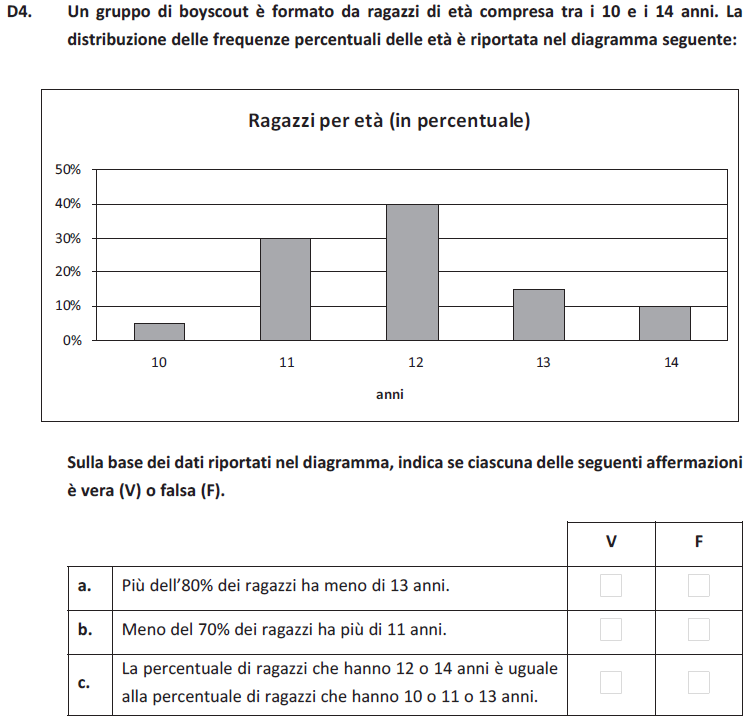 D4. Un gruppo di boyscout è formato da ragazzi di età compresa tra i 10 e i 14 anni. La
distribuzione delle frequenze percentuali delle età è riportata nel diagramma seguente:
Ragazzi per età (in percentuale)
50%
40%
30%
20%
10%
0%
10 11 12 13 14
anni
Sulla base dei dati riportati nel diagramma, indica se ciascuna delle seguenti affermazioni
è vera (V) o falsa (F).
V F
a. Più dell'80% dei ragazzi ha meno di 13 anni.
b. Meno del 70% dei ragazzi ha più di 11 anni.
c. La percentuale di ragazzi che hanno 12 o 14 anni è uguale
alla percentuale di ragazzi che hanno 10 o 11 o 13 anni.